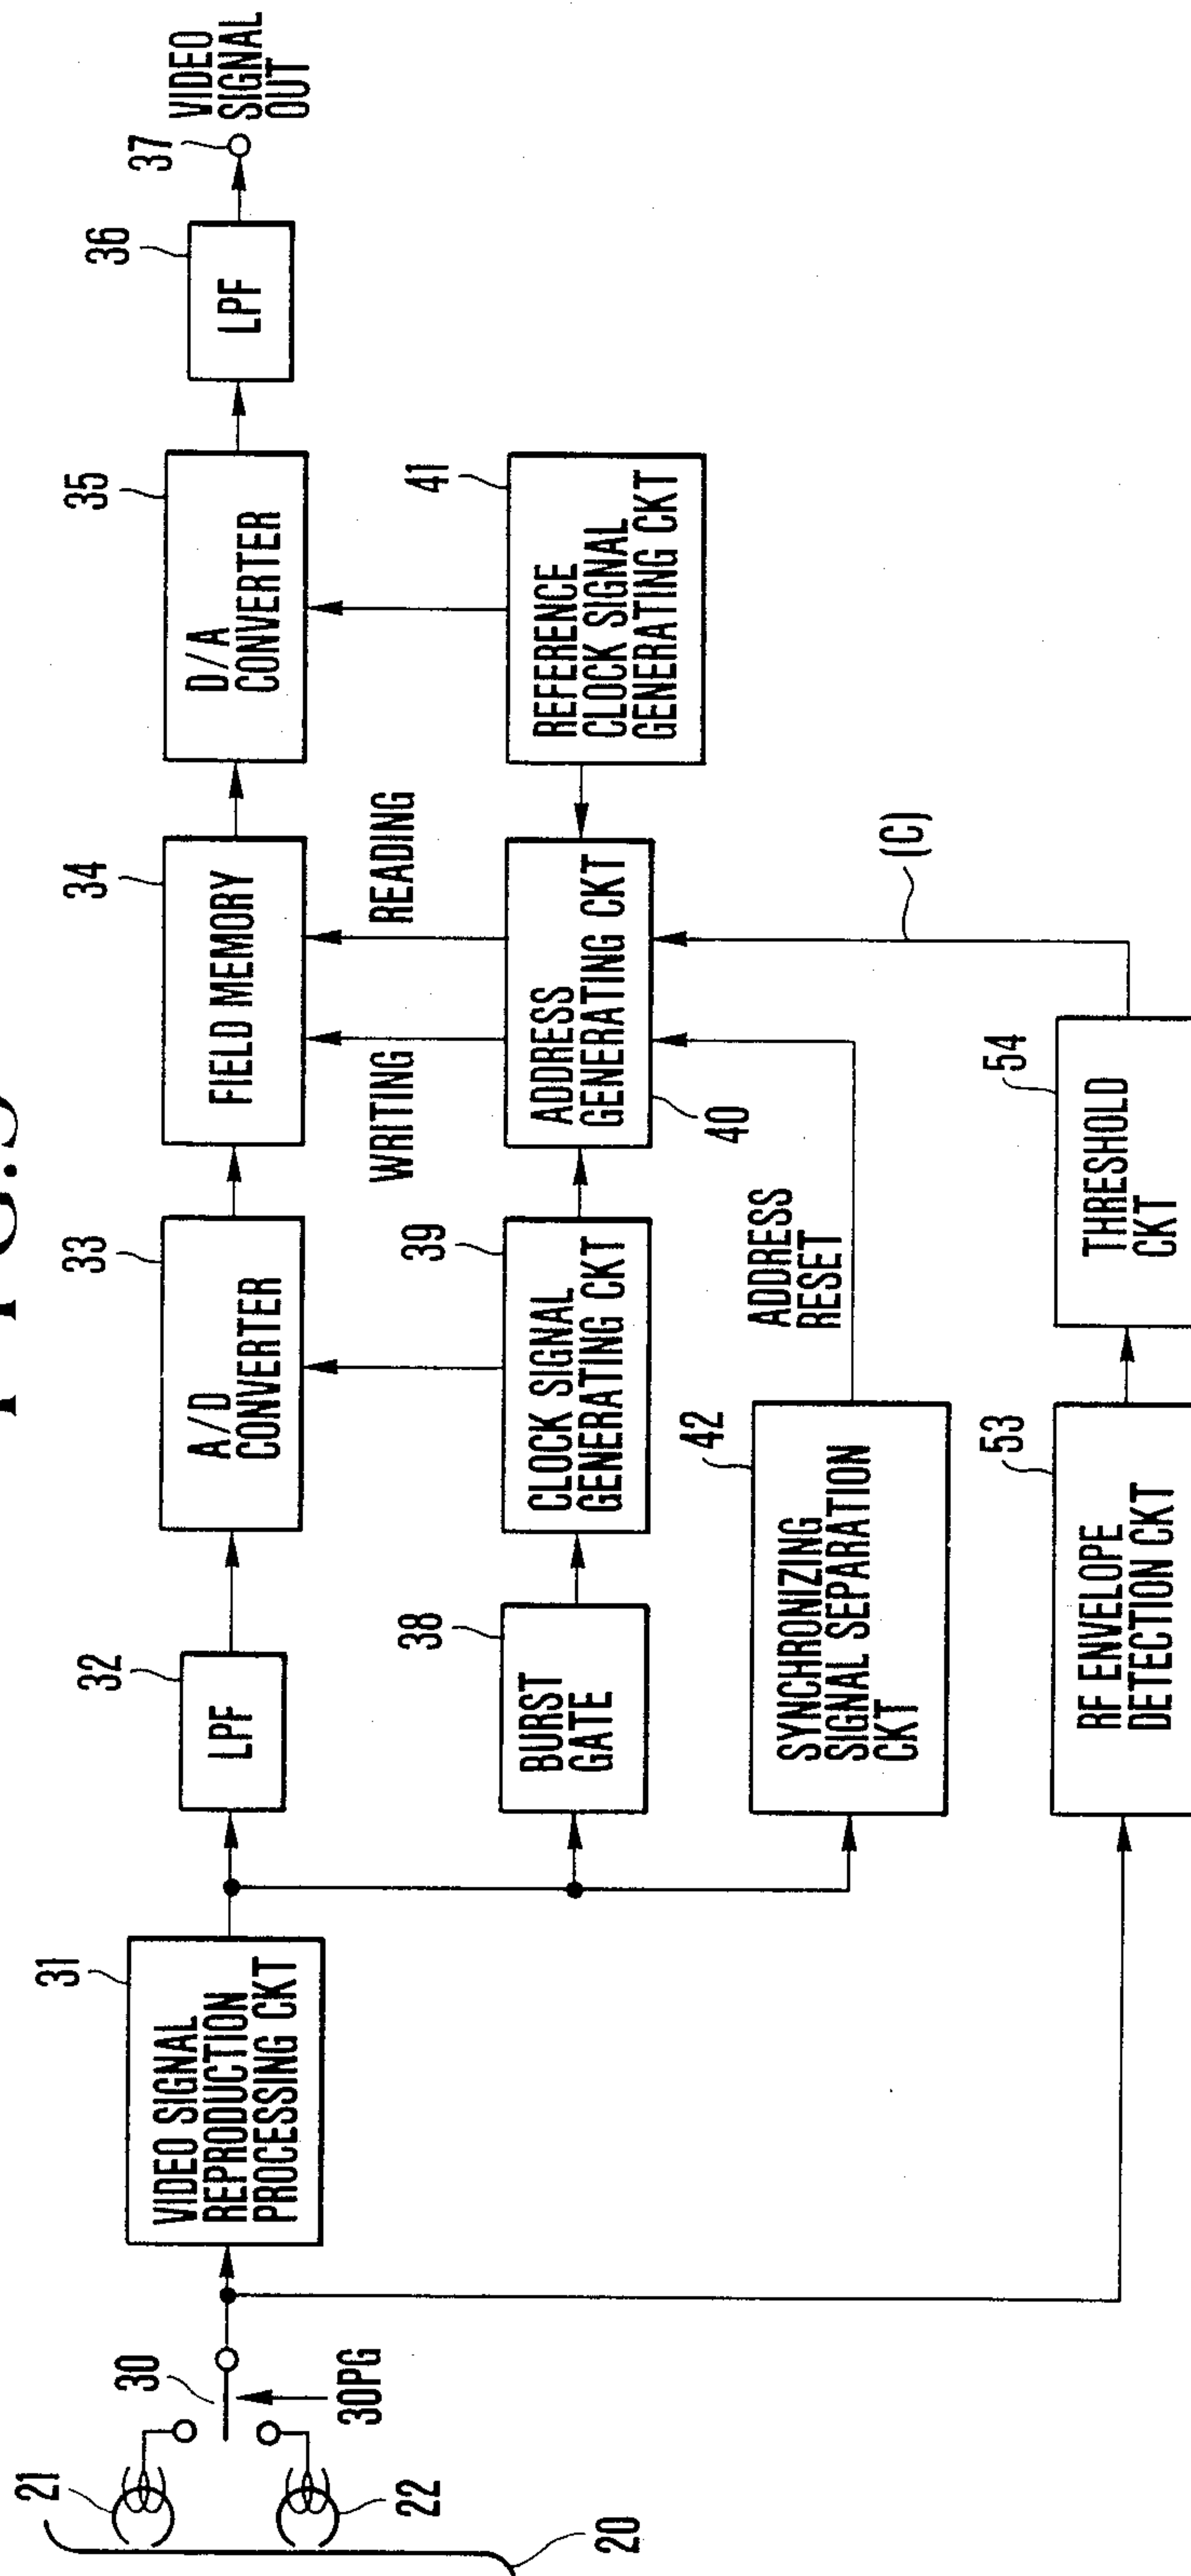 21
22
20
30
30PG
31
VIDEO SIGNAL
REPRODUCTION
PROCESSING CKT
32
LPF
33
A/D
CONVERTER
34
FIELD MEMORY
35
D/A
CONVERTER
36
LPF
37
VIDEO
SIGNAL
OUT
WRITING
READING
38
BURST
GATE
39
CLOCK SIGNAL
GENERATING CKT
ADDRESS
GENERATING CKT
40
41
REFERENCE
CLOCK SIGNAL
GENERATING CKT
42
SYNCHRONIZING
SIGNAL SEPARATION
CKT
ADDRESS
RESET
(C)
53
RF ENVELOPE
DETECTION CKT
54
THRESHOLD
CKT